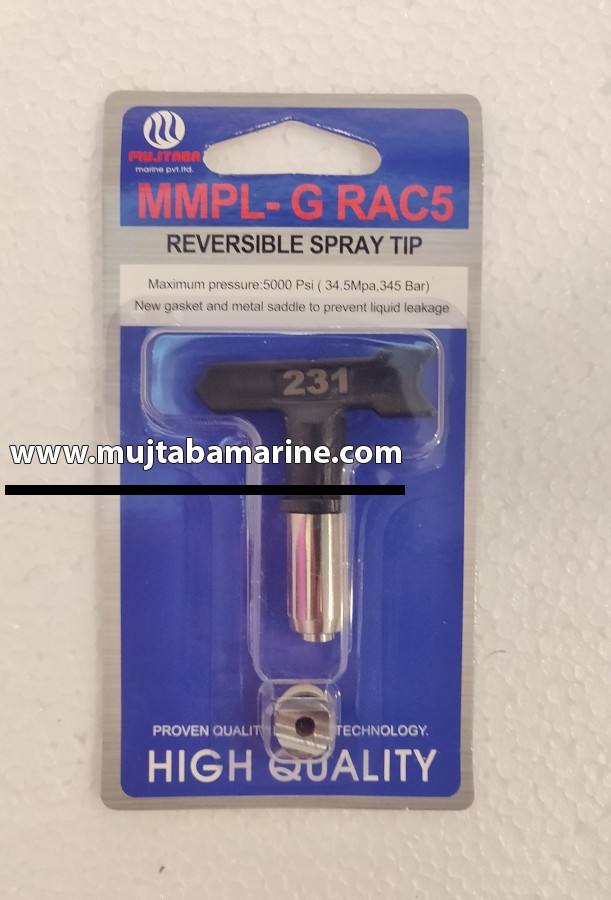 MUJTABA
marine pvt.ltd.
MMPL- G RAC5
REVERSIBLE SPRAY TIP
Maximum pressure:5000 Psi ( 34.5Mpa,345 Bar)
New gasket and metal saddle to prevent liquid leakage
231
www.mujtabamarine.com
PROVEN QUALIT TECHNOLOGY.
HIGH QUALITY